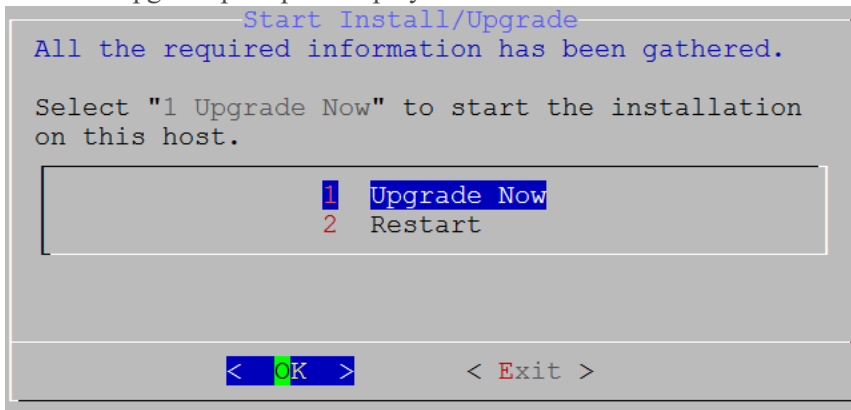 Start Install/Upgrade
All the required information has been gathered.
Select "1 Upgrade Now" to start the installation
on this host.
1 Upgrade Now
2 Restart
< OK > < Exit >